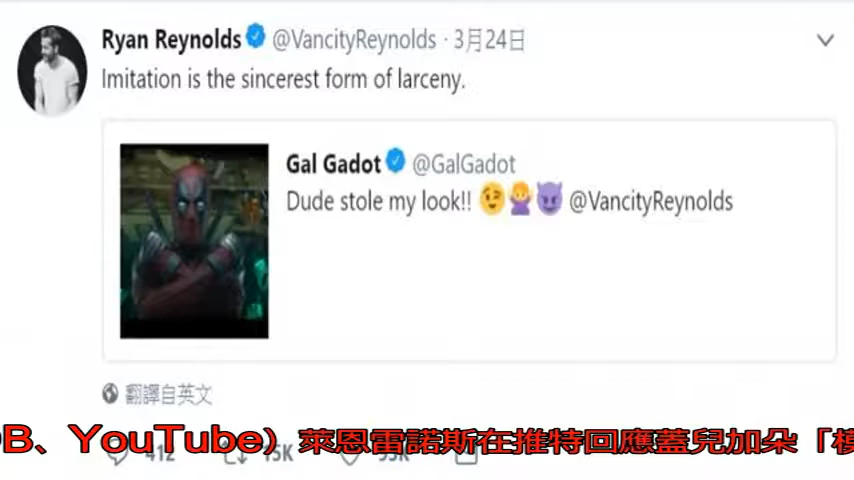 Ryan Reynolds @VancityReynolds · 3月24日
Imitation is the sincerest form of larceny.
Gal Gadot @GalGadot
Dude stole my look!! 😉🙅💜 @VancityReynolds
翻譯自英文
B、YouTube）萊恩雷諾斯在推特回應蓋兒加朵「模
412 15K 95K